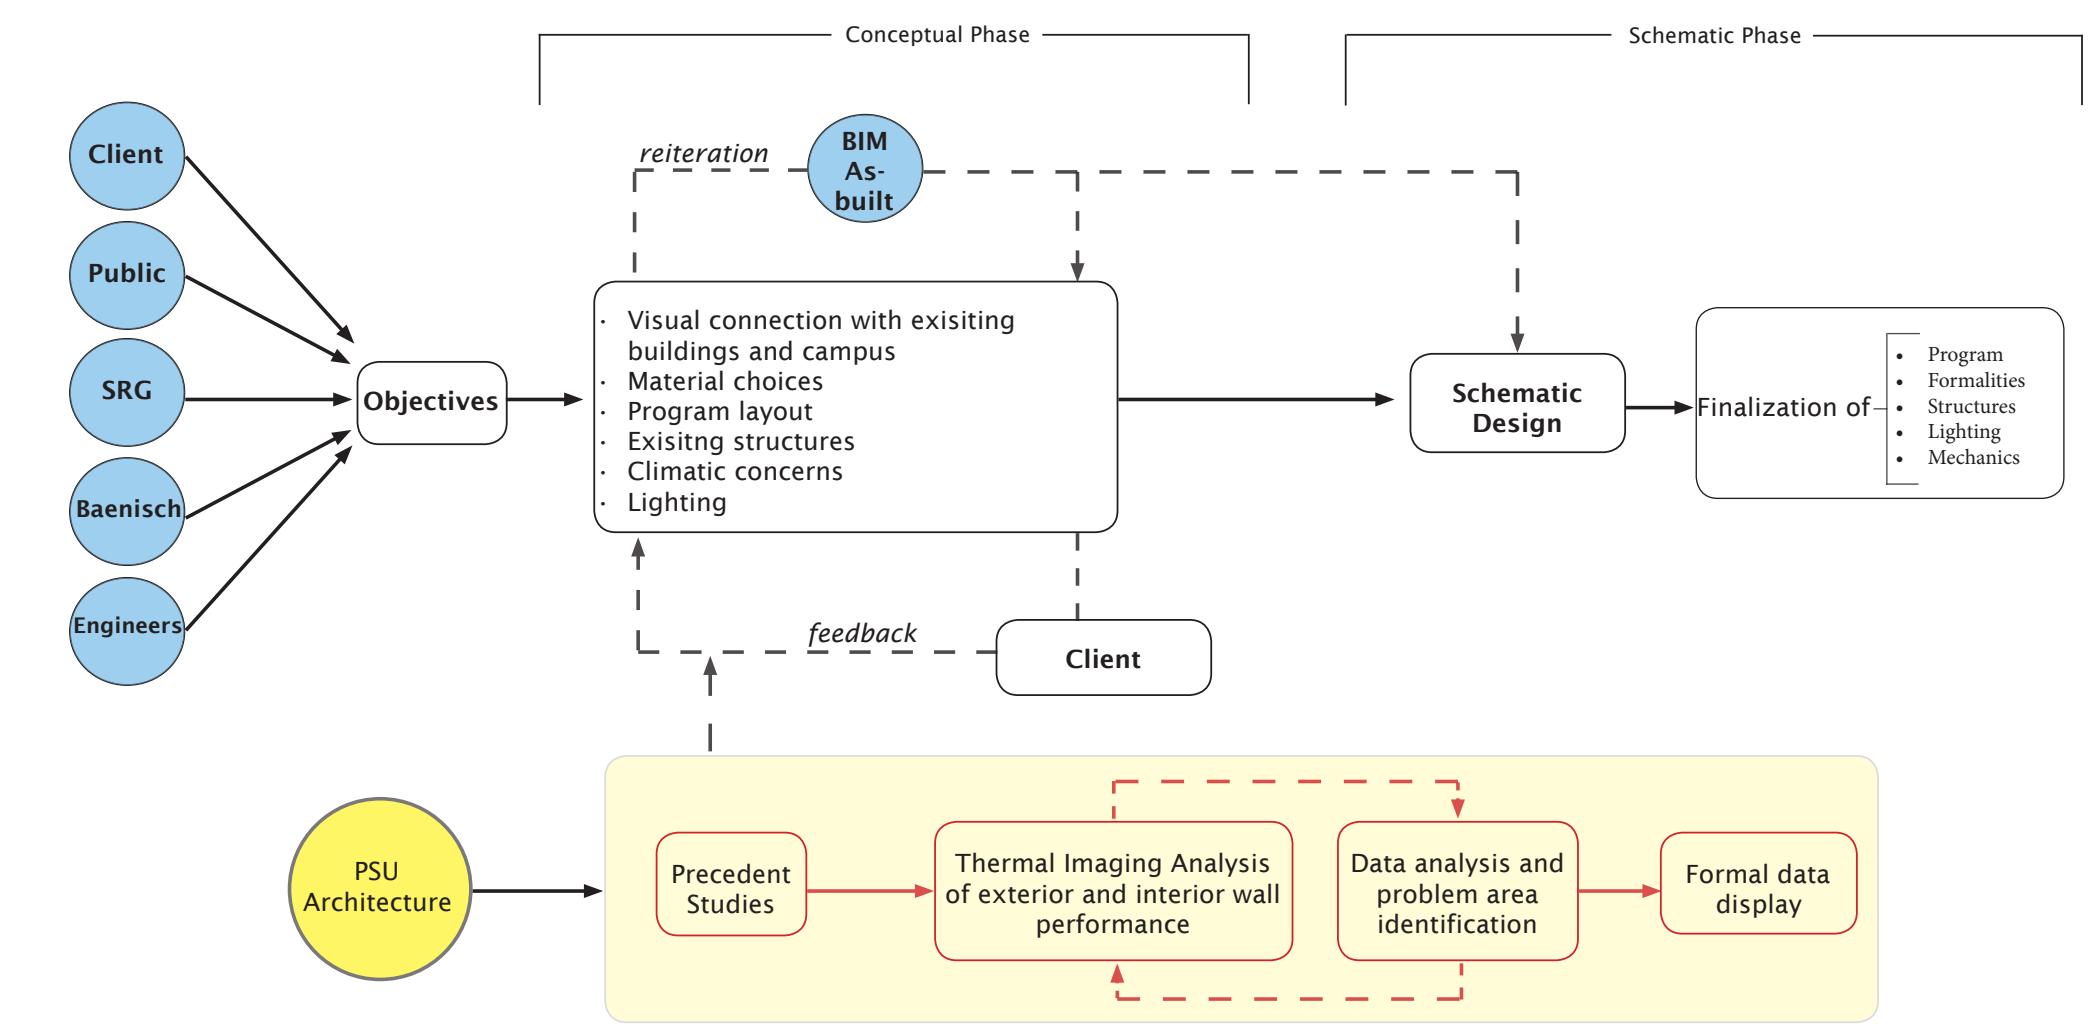 Conceptual Phase
Schematic Phase
Client
Public
SRG
Baenisch
Engineers
Objectives
reiteration
BIM
As-
built
· Visual connection with exisiting
buildings and campus
· Material choices
· Program layout
· Exisitng structures
· Climatic concerns
· Lighting
Schematic
Design
Finalization of
• Program
• Formalities
• Structures
• Lighting
• Mechanics
feedback
Client
PSU
Architecture
Precedent
Studies
Thermal Imaging Analysis
of exterior and interior wall
performance
Data analysis and
problem area
identification
Formal data
display